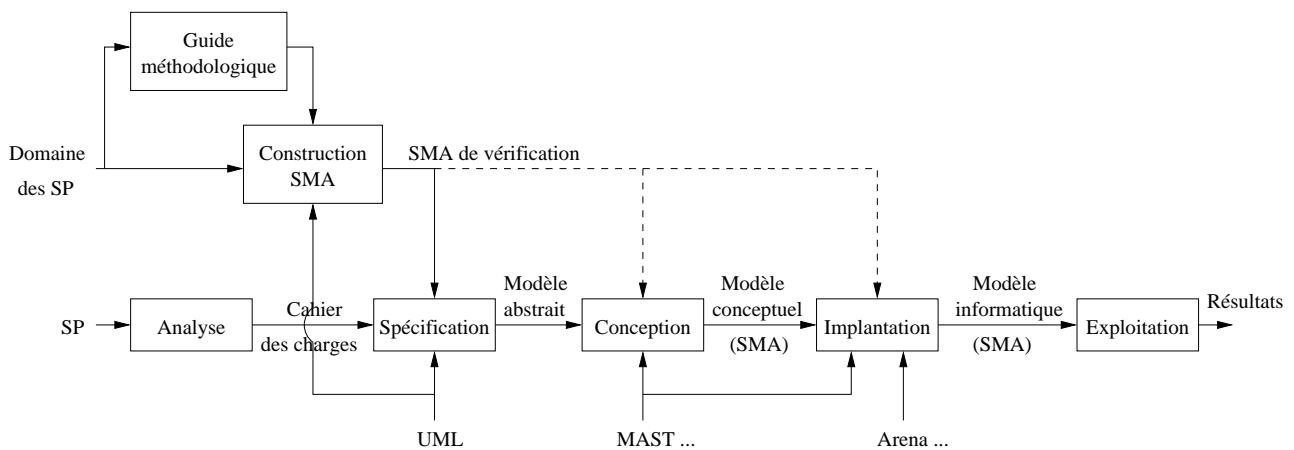 Guide
méthodologique
Domaine
des SP
Construction
SMA
SMA de vérification
SP
Analyse
Cahier
des charges
Spécification
Modèle
abstrait
Conception
Modèle
conceptuel
(SMA)
Implantation
Modèle
informatique
(SMA)
Exploitation
Résultats
UML
MAST ...
Arena ...